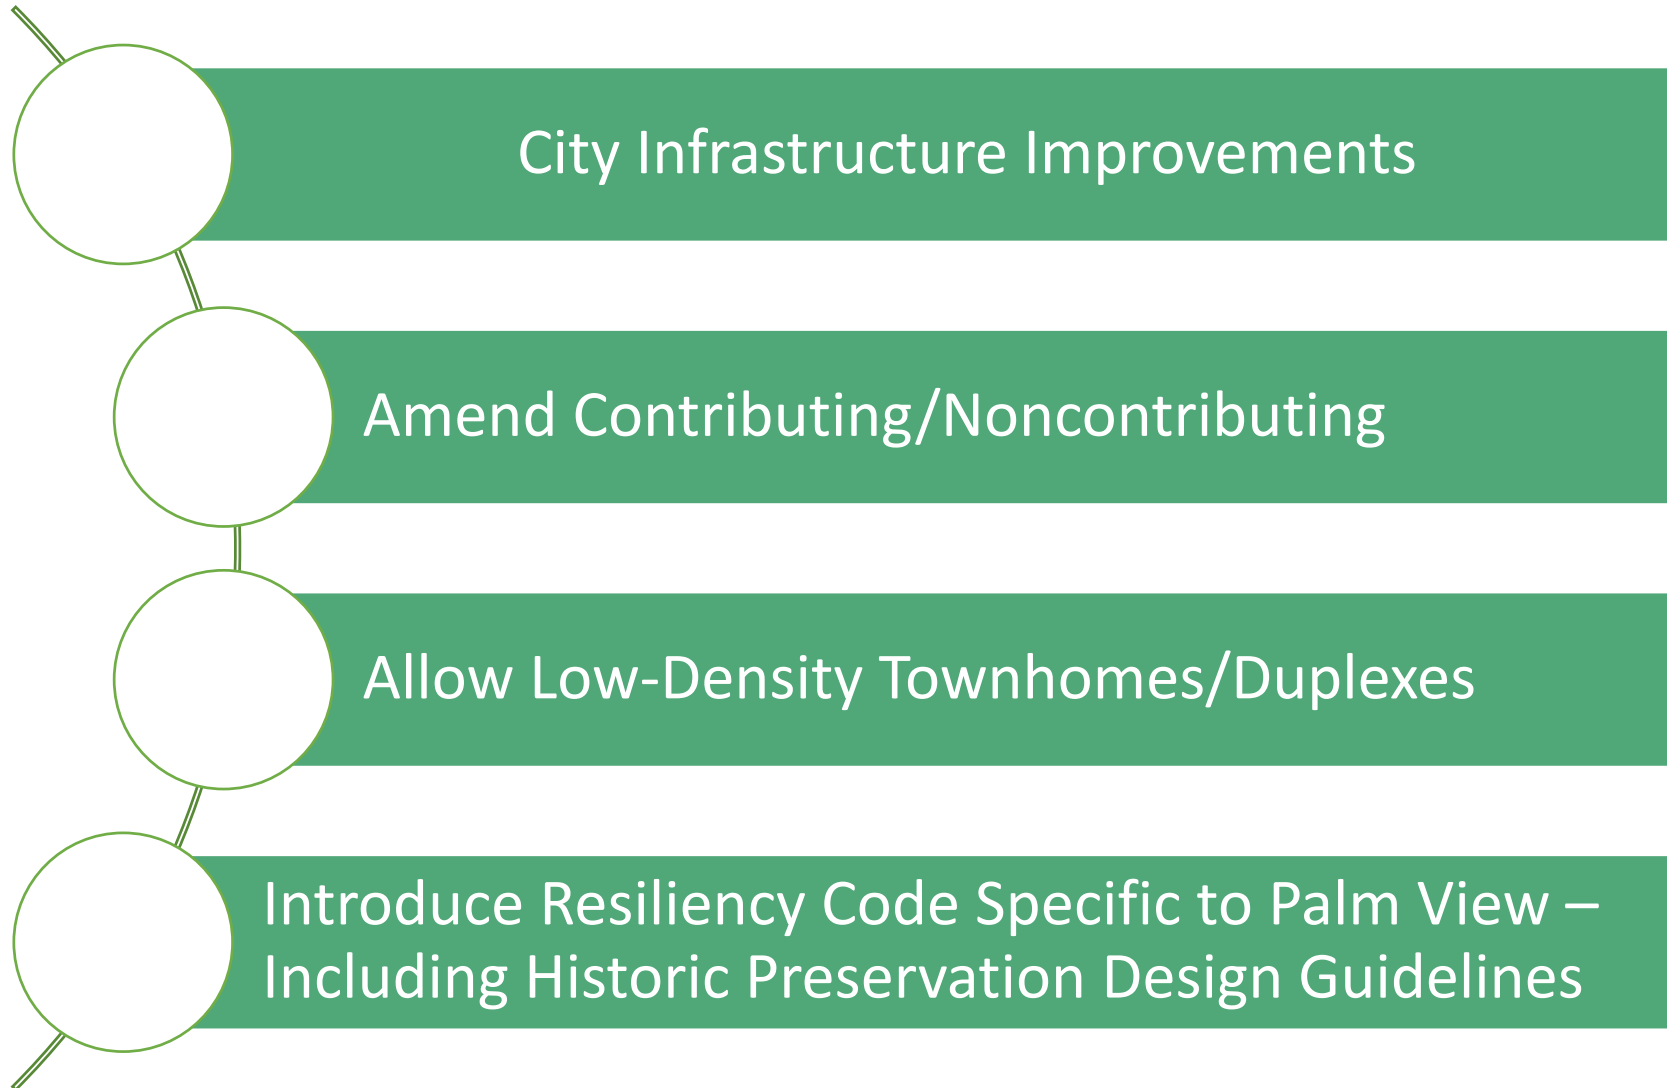 City Infrastructure Improvements
Amend Contributing/Noncontributing
Allow Low-Density Townhomes/Duplexes
Introduce Resiliency Code Specific to Palm View –
Including Historic Preservation Design Guidelines